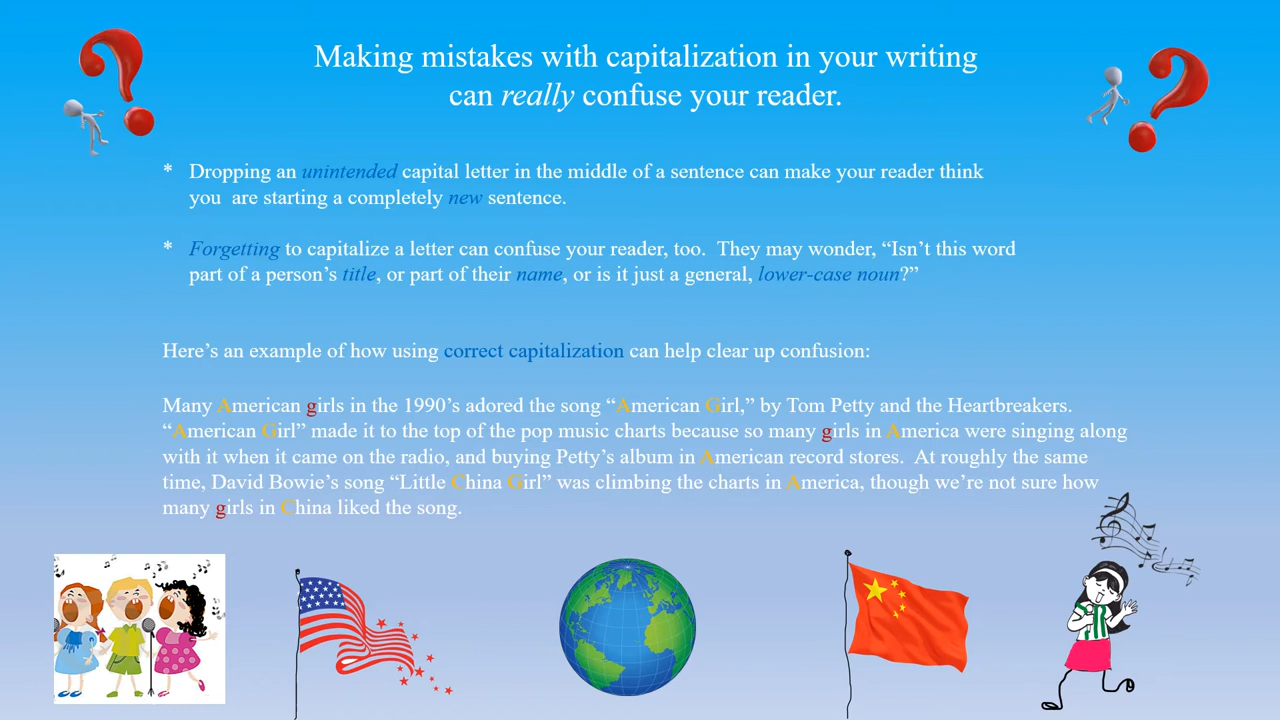 Making mistakes with capitalization in your writing
can really confuse your reader.
* Dropping an unintended capital letter in the middle of a sentence can make your reader think
you  are starting a completely new sentence.
* Forgetting to capitalize a letter can confuse your reader, too.  They may wonder, “Isn’t this word
part of a person’s title, or part of their name, or is it just a general, lower-case noun?”
Here’s an example of how using correct capitalization can help clear up confusion:
Many American girls in the 1990’s adored the song “American Girl,” by Tom Petty and the Heartbreakers.
“American Girl” made it to the top of the pop music charts because so many girls in America were singing along
with it when it came on the radio, and buying Petty’s album in American record stores.  At roughly the same
time, David Bowie’s song “Little China Girl” was climbing the charts in America, though we’re not sure how
many girls in China liked the song.